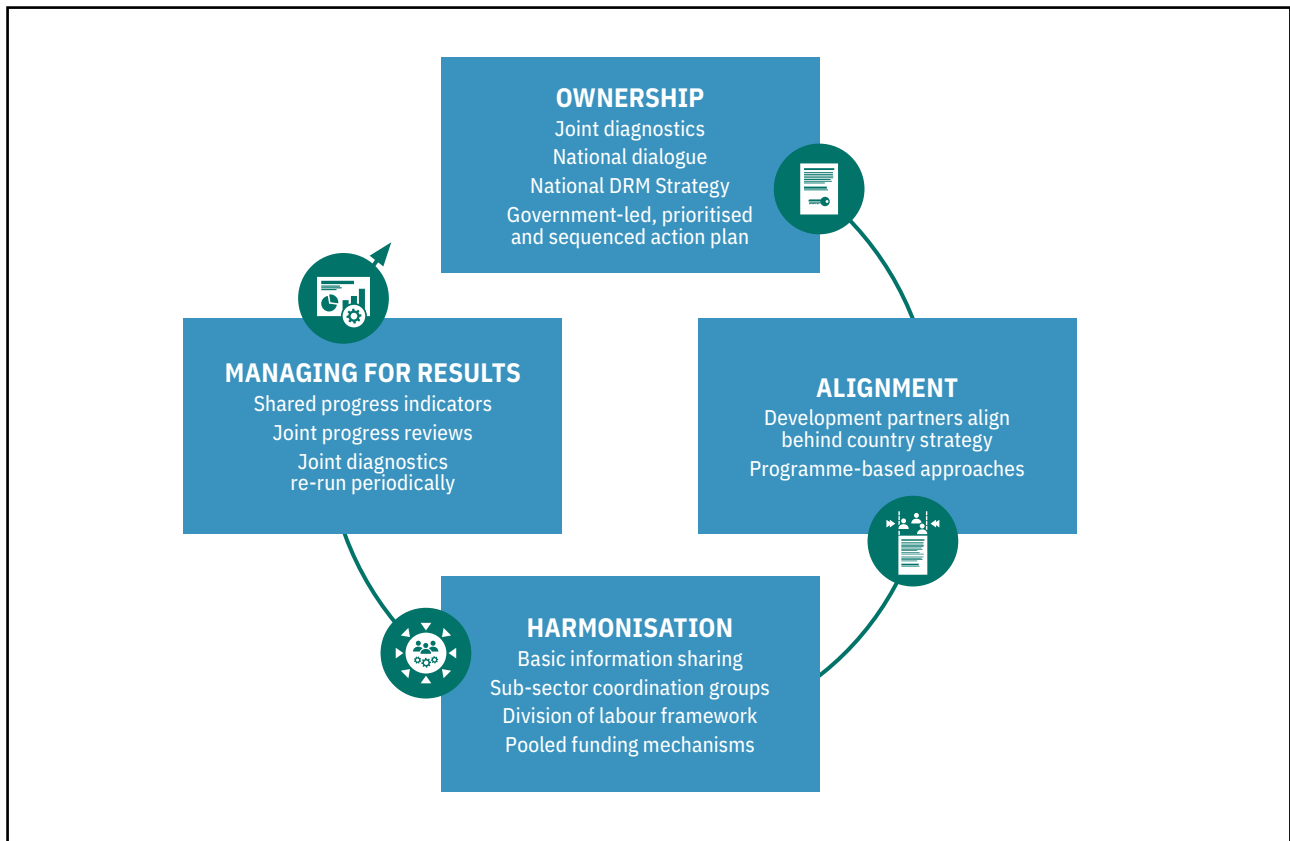 OWNERSHIP
Joint diagnostics
National dialogue
National DRM Strategy
Government-led, prioritised
and sequenced action plan
MANAGING FOR RESULTS
Shared progress indicators
Joint progress reviews
Joint diagnostics
re-run periodically
ALIGNMENT
Development partners align
behind country strategy
Programme-based approaches
HARMONISATION
Basic information sharing
Sub-sector coordination groups
Division of labour framework
Pooled funding mechanisms